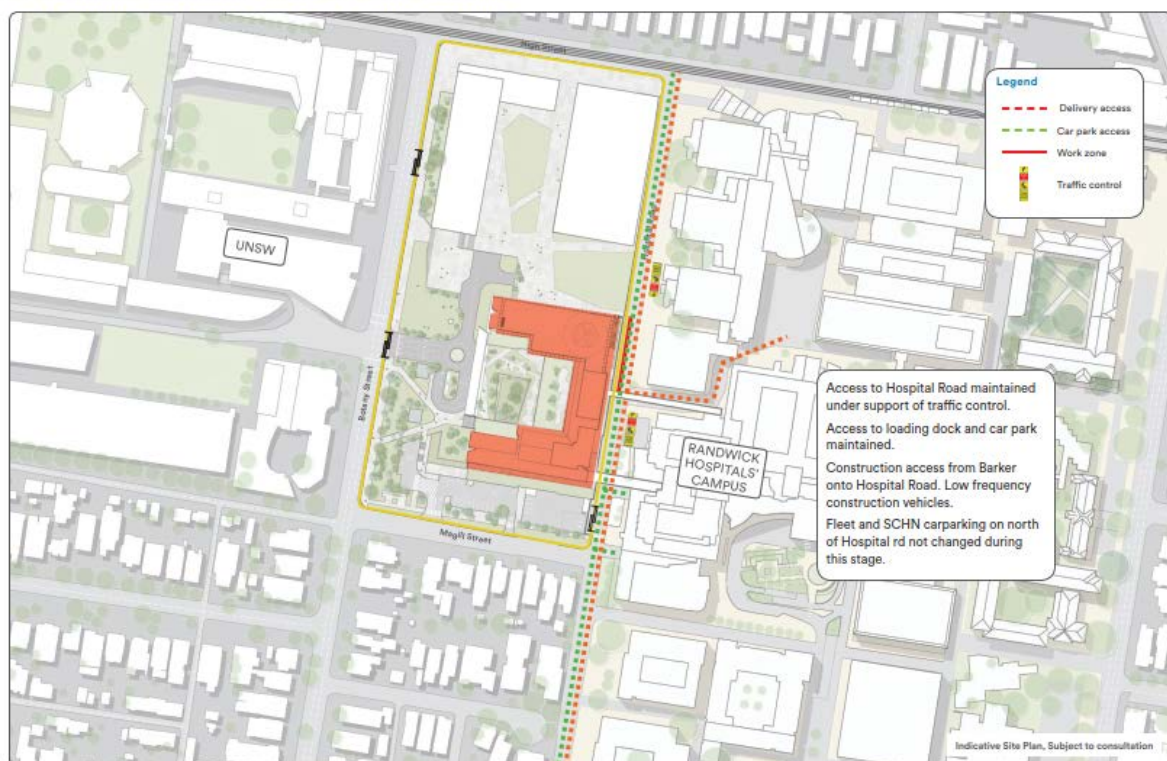 High Street
Legend
Delivery access
Car park access
Work zone
Traffic control
UNSW
Botany Street
Access to Hospital Road maintained
under support of traffic control.
Access to loading dock and car park
maintained.
Construction access from Barker
onto Hospital Road. Low frequency
construction vehicles.
Fleet and SCHN carparking on north
of Hospital rd not changed during
this stage.
RANDWICK
HOSPITALS'
CAMPUS
Magill Street
Indicative Site Plan, Subject to consultation